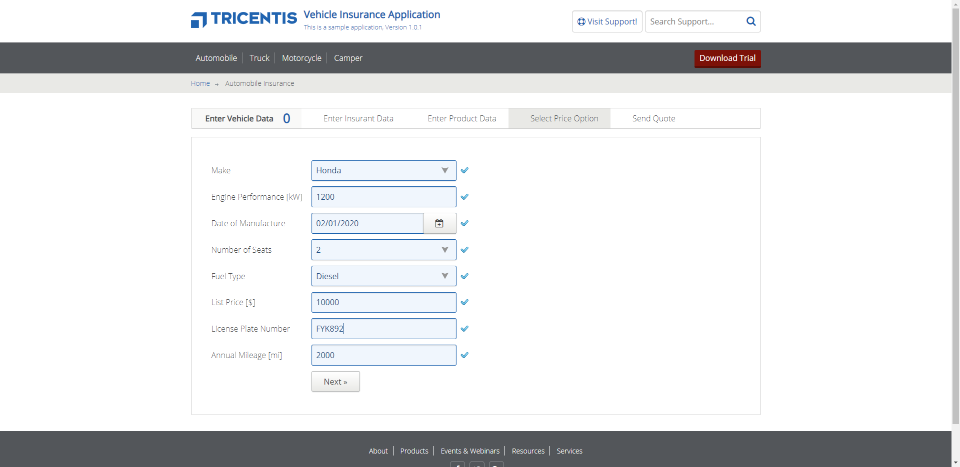 TRICENTIS Vehicle Insurance Application
This is a sample application. Version 1.0.1
Visit Support!
Search Support...
Automobile Truck Motorcycle Camper
Download Trial
Home → Automobile Insurance
Enter Vehicle Data 0 Enter Insurant Data Enter Product Data Select Price Option Send Quote
Make Honda
Engine Performance [kW] 1200
Date of Manufacture 02/01/2020
Number of Seats 2
Fuel Type Diesel
List Price [$] 10000
License Plate Number FYK892
Annual Mileage [mi] 2000
Next »
About Products Events & Webinars Resources Services